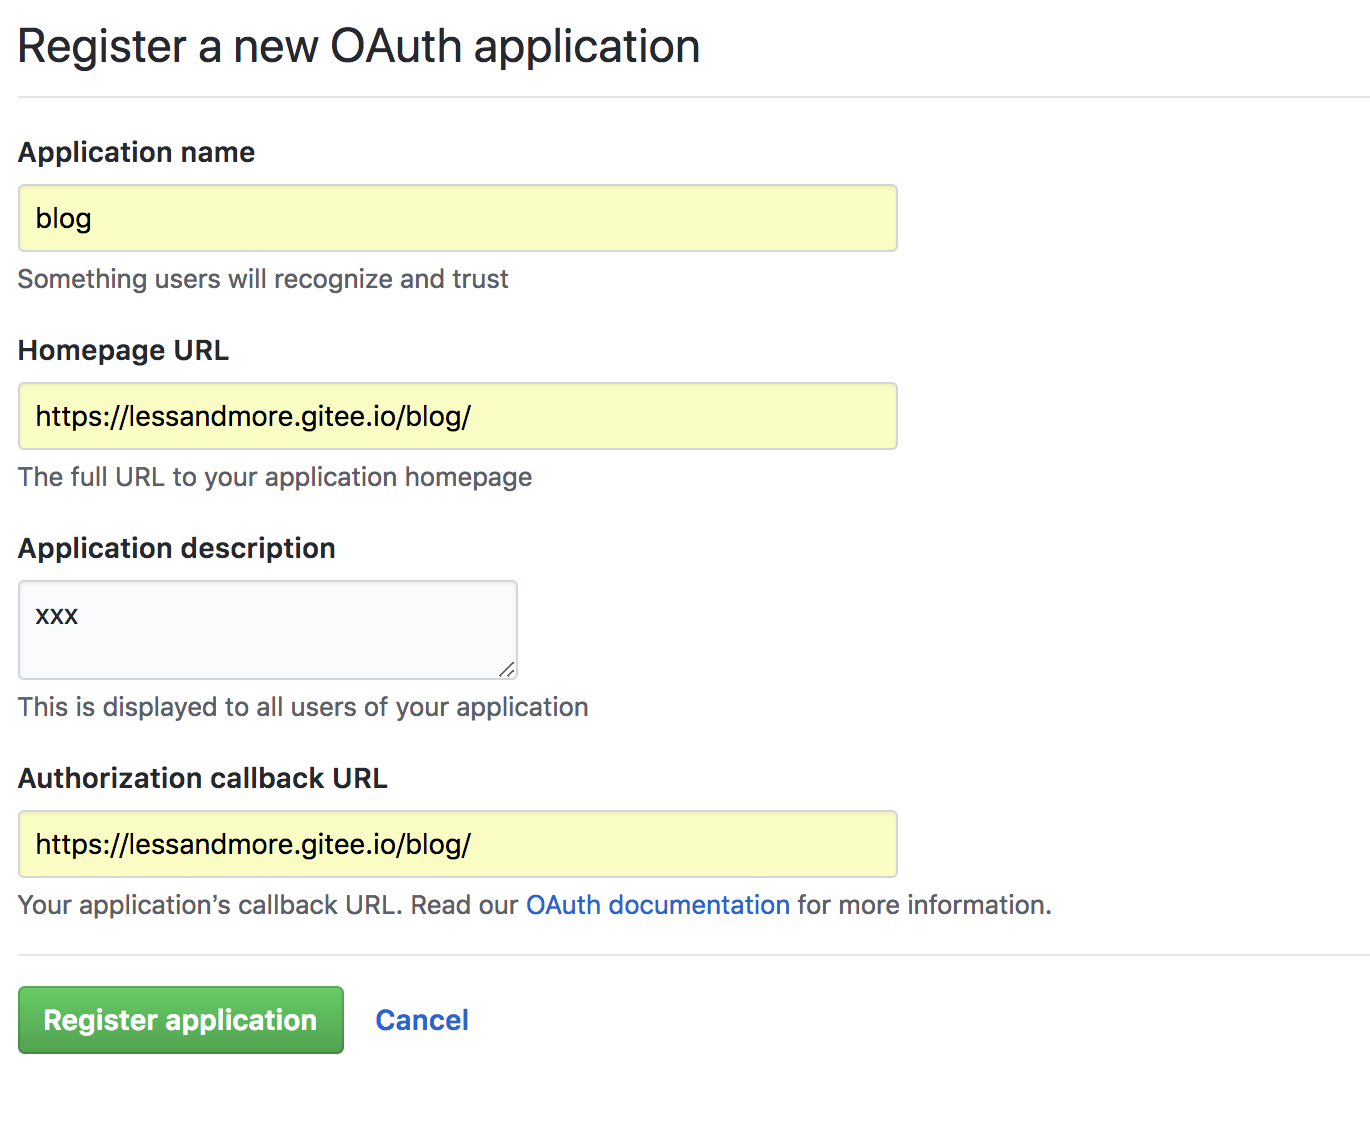 Register a new OAuth application
Application name
blog
Something users will recognize and trust
Homepage URL
https://lessandmore.gitee.io/blog/
The full URL to your application homepage
Application description
xxx
This is displayed to all users of your application
Authorization callback URL
https://lessandmore.gitee.io/blog/
Your application’s callback URL. Read our OAuth documentation for more information.
Register application Cancel